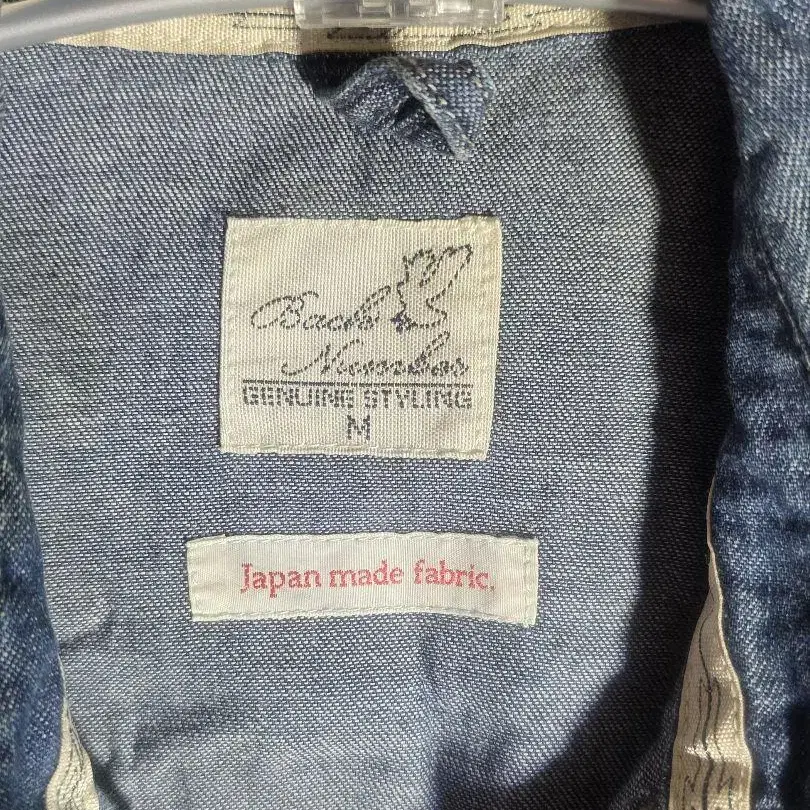 Back
Number
GENUINE STYLING
M
Japan made fabric.